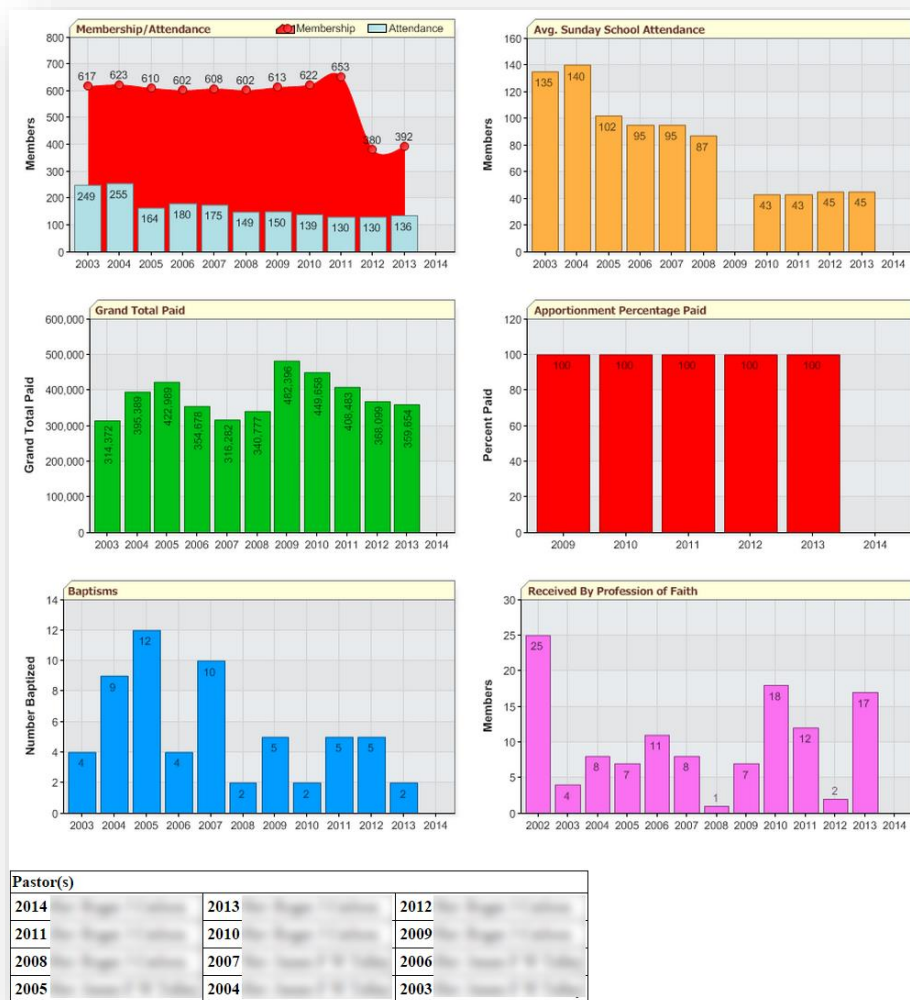 Membership/Attendance Membership Attendance
Members
800
700
600
500
400
300
200
100
0
617 623 610 602 608 602 613 622 653 380 392
249 255 164 180 175 149 150 139 130 130 136
2003 2004 2005 2006 2007 2008 2009 2010 2011 2012 2013 2014
Avg. Sunday School Attendance
Members
160
140
120
100
80
60
40
20
0
135 140 102 95 95 87 43 43 45 45
2003 2004 2005 2006 2007 2008 2009 2010 2011 2012 2013 2014
Grand Total Paid
Grand Total Paid
600,000
500,000
400,000
300,000
200,000
100,000
0
314,372 395,389 422,989 354,678 316,282 340,777 482,396 449,658 408,483 368,099 359,654
2003 2004 2005 2006 2007 2008 2009 2010 2011 2012 2013 2014
Apportionment Percentage Paid
Percent Paid
120
100
80
60
40
20
0
100 100 100 100 100
2009 2010 2011 2012 2013 2014
Baptisms
Number Baptized
14
12
10
8
6
4
2
0
4 9 12 4 10 2 5 2 5 5 2
2003 2004 2005 2006 2007 2008 2009 2010 2011 2012 2013 2014
Received By Profession of Faith
Members
30
25
20
15
10
5
0
25 4 8 7 11 8 1 7 18 12 2 17
2002 2003 2004 2005 2006 2007 2008 2009 2010 2011 2012 2013 2014
Pastor(s)
2014 2013 2012
2011 2010 2009
2008 2007 2006
2005 2004 2003